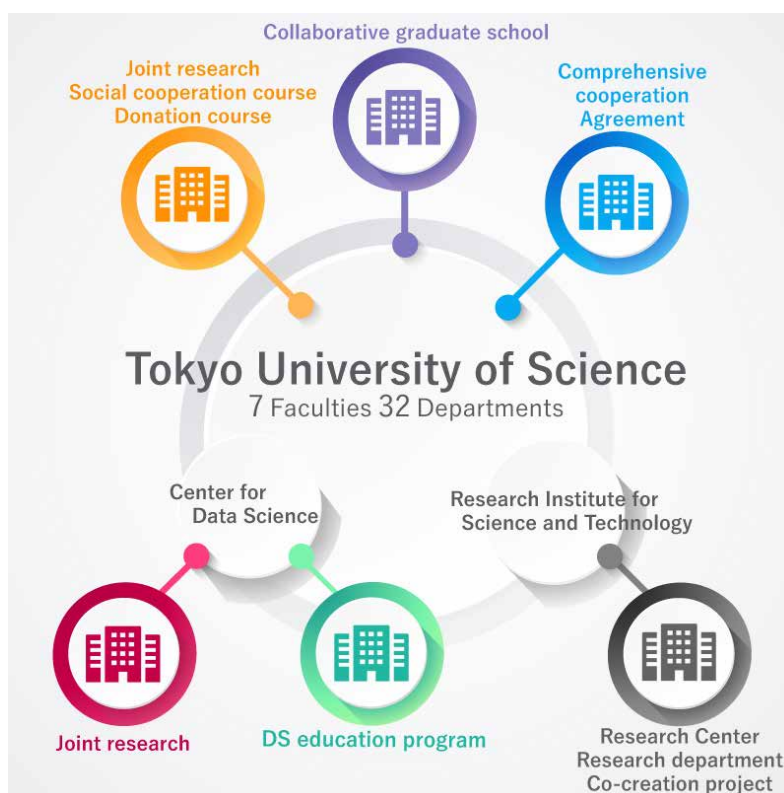 Collaborative graduate school
Joint research
Social cooperation course
Donation course
Comprehensive
cooperation
Agreement
Tokyo University of Science
7 Faculties 32 Departments
Center for
Data Science
Research Institute for
Science and Technology
Joint research
DS education program
Research Center
Research department
Co-creation project